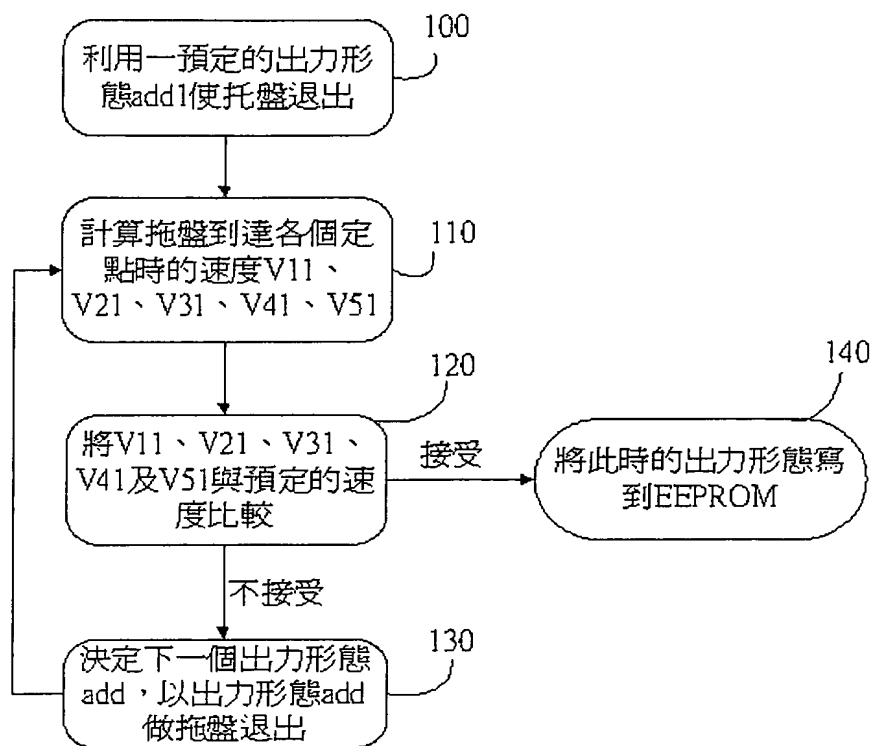 100
利用一預定的出力形
態add1使托盤退出
110
計算拖盤到達各個定
點時的速度V11、
V21、V31、V41、V51
120
將V11、V21、V31、
V41及V51與預定的速
度比較
接受
140
將此時的出力形態寫
到EEPROM
不接受
130
決定下一個出力形態
add，以出力形態add
做拖盤退出